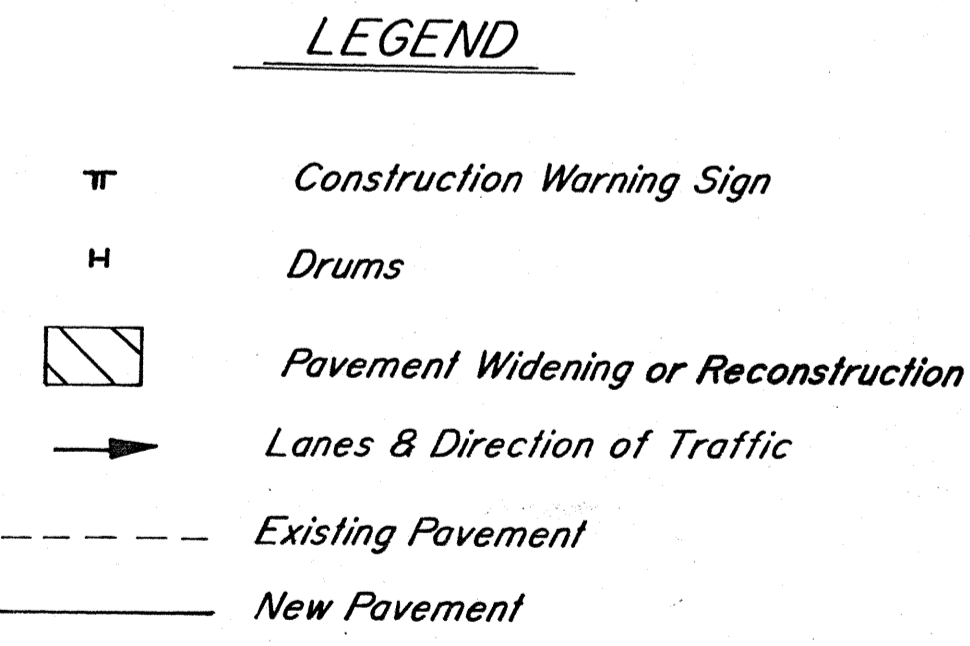 LEGEND
Construction Warning Sign
H Drums
Pavement Widening or Reconstruction
Lanes & Direction of Traffic
Existing Pavement
New Pavement